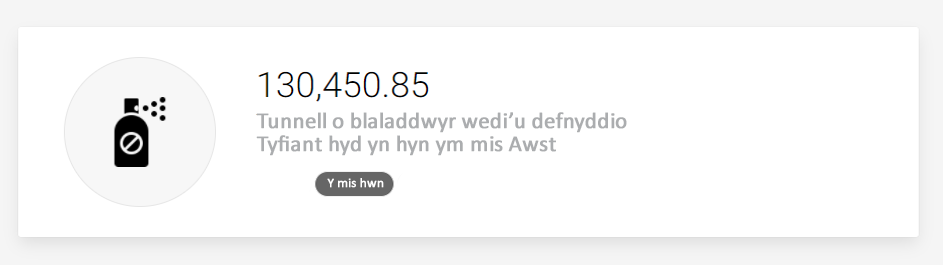 130,450.85
Tunnell o blaladdwyr wedi’u defnyddio
Tyfiant hyd yn hyn ym mis Awst
Y mis hwn